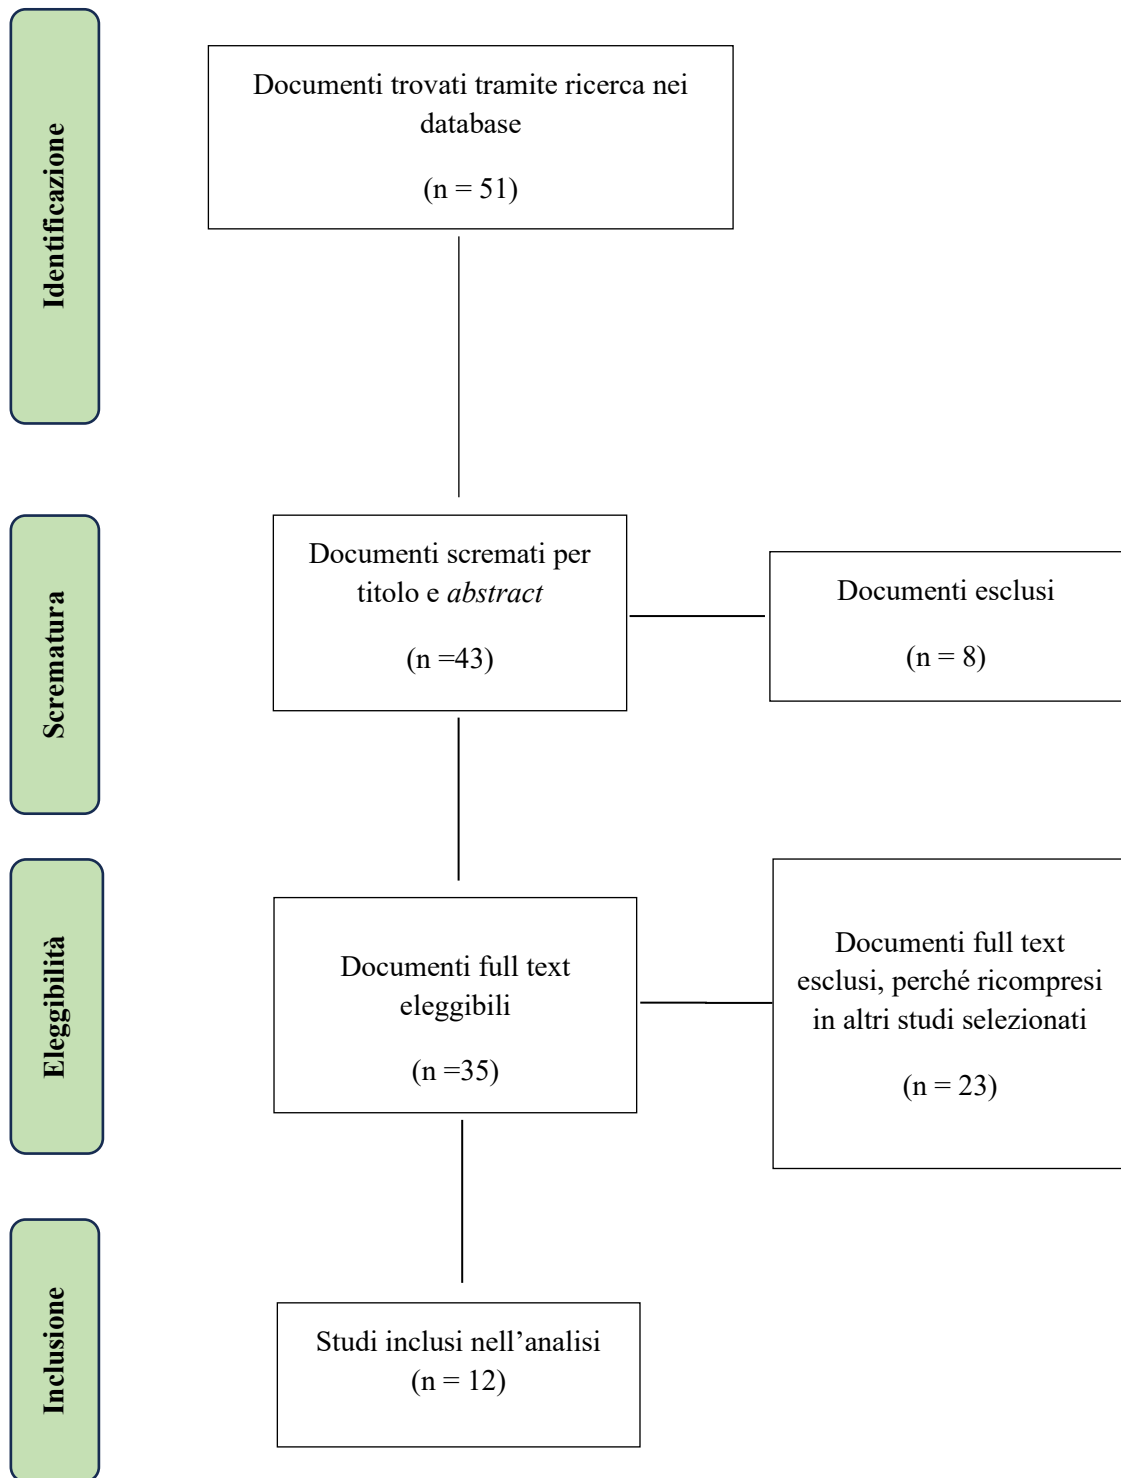 Identificazione
Documenti trovati tramite ricerca nei
database
(n = 51)
Scrematura
Documenti scremati per
titolo e abstract
(n =43)
Documenti esclusi
(n = 8)
Eleggibilità
Documenti full text
eleggibili
(n =35)
Documenti full text
esclusi, perché ricompresi
in altri studi selezionati
(n = 23)
Inclusione
Studi inclusi nell’analisi
(n = 12)